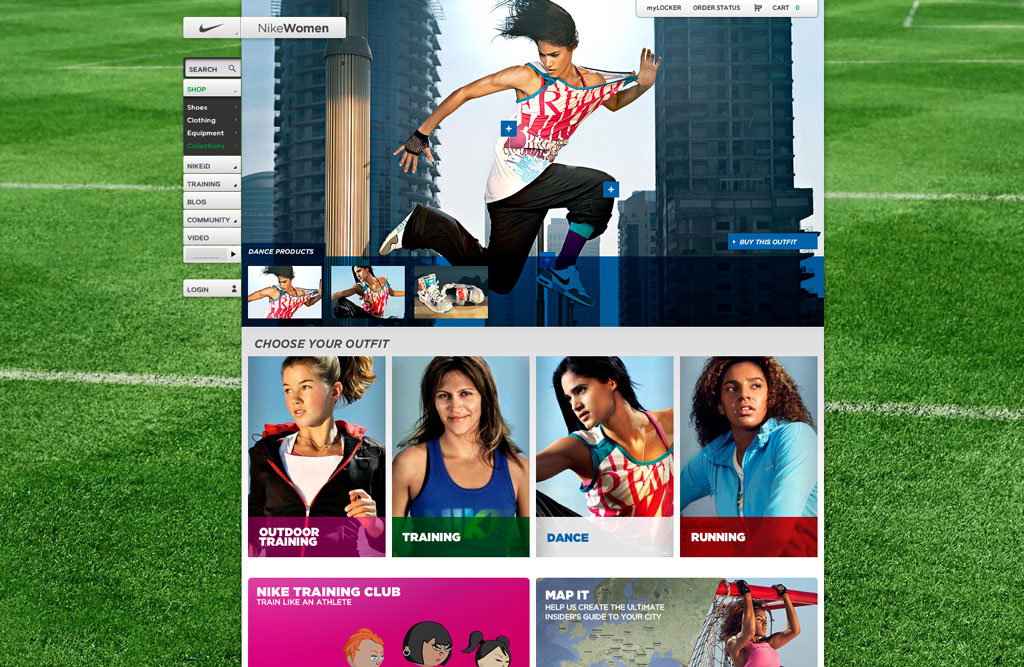 NikeWomen
myLOCKER
ORDER STATUS
CART 0
SEARCH
SHOP
Shoes
Clothing
Equipment
Collections
NIKEiD
TRAINING
BLOG
COMMUNITY
VIDEO
LOGIN
BUY THIS OUTFIT
DANCE PRODUCTS
CHOOSE YOUR OUTFIT
OUTDOOR
TRAINING
TRAINING
DANCE
RUNNING
NIKE TRAINING CLUB
TRAIN LIKE AN ATHLETE
MAP IT
HELP US CREATE THE ULTIMATE
INSIDER'S GUIDE TO YOUR CITY